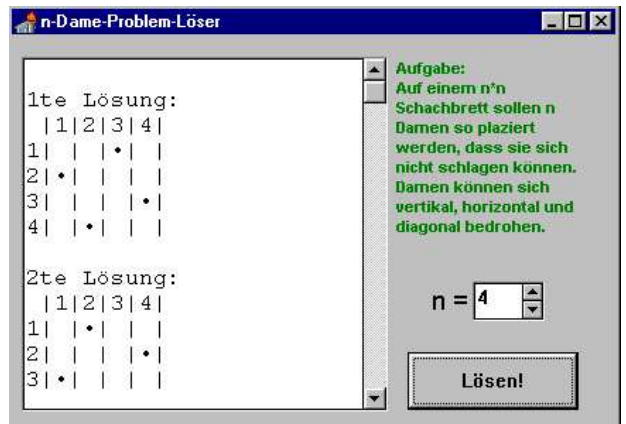 n-Dame-Problem-Löser
1te Lösung:
 |1|2|3|4|
1| | |•| |
2|•| | | |
3| | | |•|
4| |•| | |
2te Lösung:
 |1|2|3|4|
1| |•| | |
2| | | |•|
3|•| | | |
Aufgabe:
Auf einem n*n
Schachbrett sollen n
Damen so plaziert
werden, dass sie sich
nicht schlagen können.
Damen können sich
vertikal, horizontal und
diagonal bedrohen.
n = 4
Lösen!